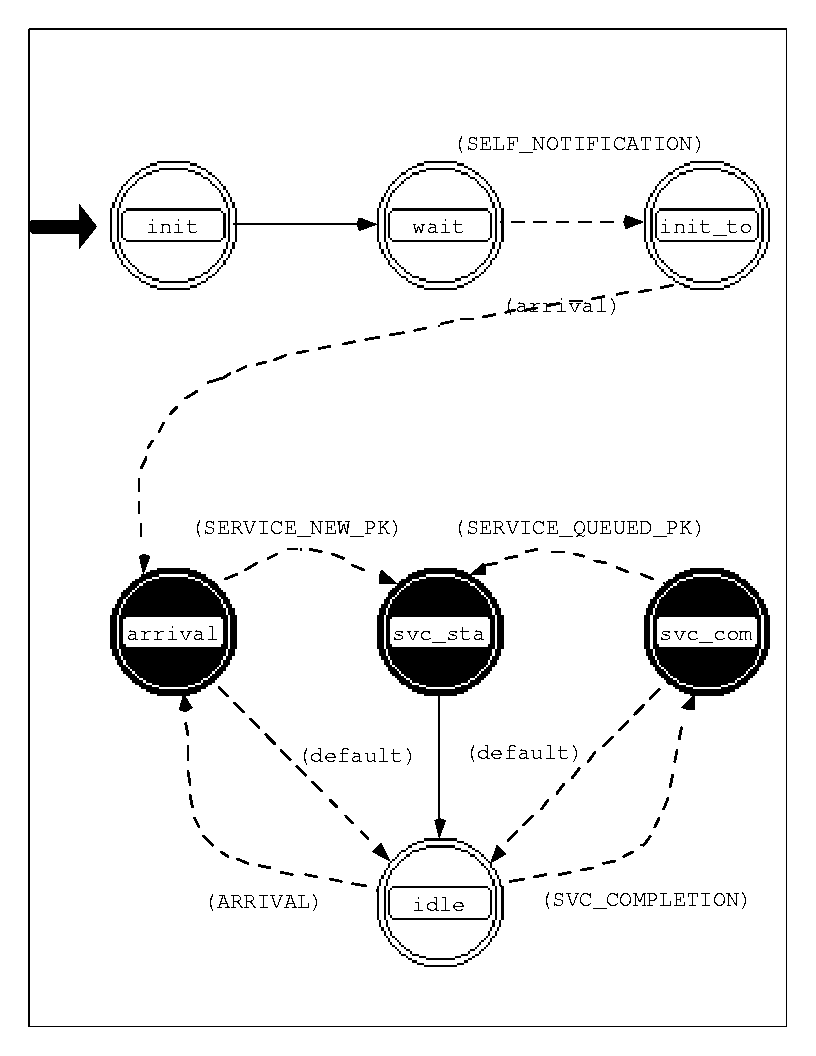 (SELF_NOTIFICATION)
init
wait
init_to
(arrival)
(SERVICE_NEW_PK)
(SERVICE_QUEUED_PK)
arrival
svc_sta
svc_com
(default)
(default)
(ARRIVAL)
idle
(SVC_COMPLETION)